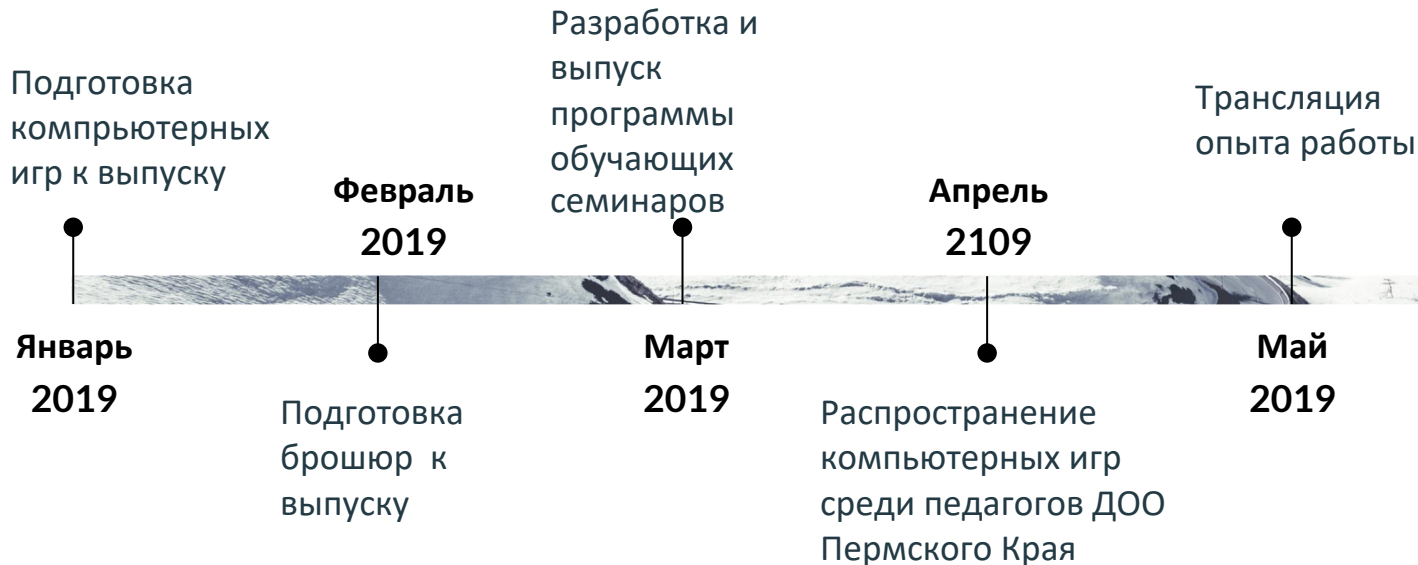 Подготовка
компрьютерных
игр к выпуску
Январь
2019
Февраль
2019
Подготовка
брошюр к
выпуску
Разработка и
выпуск
программы
обучающих
семинаров
Март
2019
Апрель
2109
Распространение
компьютерных игр
среди педагогов ДОО
Пермского Края
Трансляция
опыта работы
Май
2019